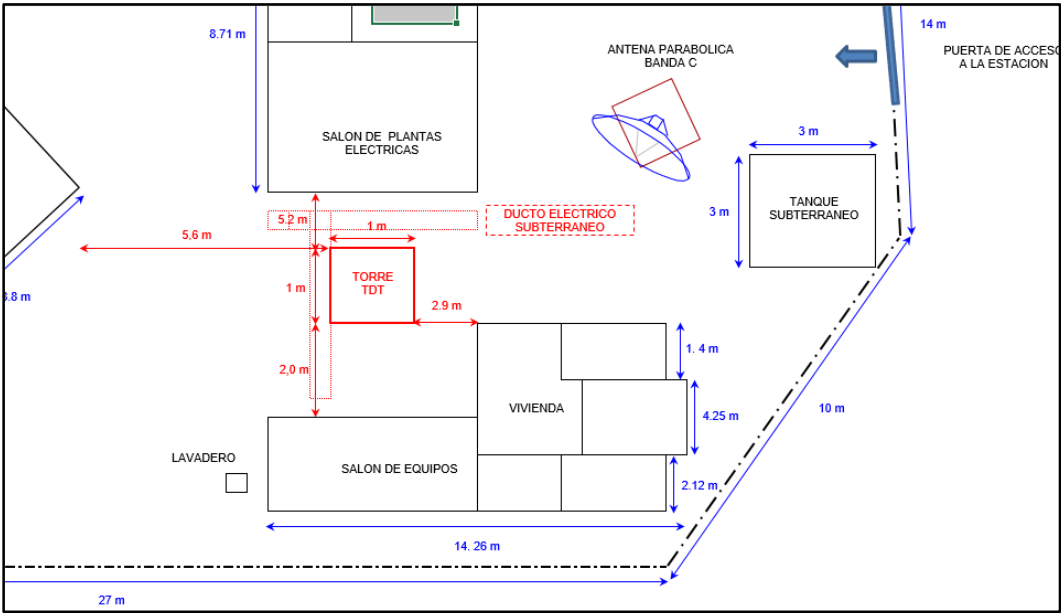 8.71 m
14 m
ANTENA PARABOLICA
BANDA C
PUERTA DE ACCESO
A LA ESTACION
SALON DE PLANTAS
ELECTRICAS
3 m
3 m
TANQUE
SUBTERRANEO
5.2 m
DUCTO ELECTRICO
SUBTERRANEO
1 m
5.6 m
TORRE
TDT
1 m
2.9 m
.8 m
1. 4 m
2,0 m
VIVIENDA
4.25 m
10 m
LAVADERO
SALON DE EQUIPOS
2.12 m
14. 26 m
27 m